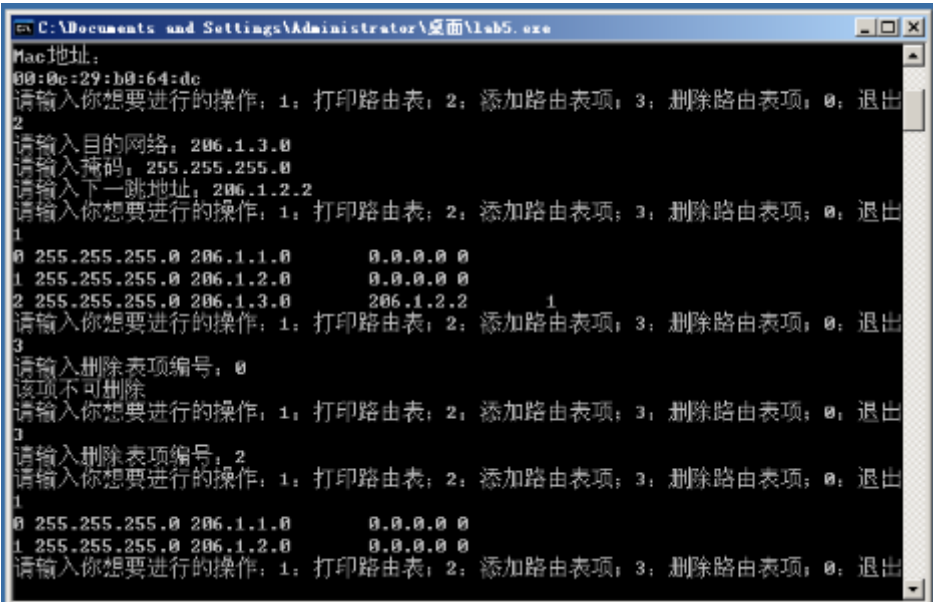 C:\Documents and Settings\Administrator\桌面\lab5.exe
Mac地址:
00:0c:29:b0:64:dc
请输入你想要进行的操作: 1: 打印路由表; 2: 添加路由表项; 3: 删除路由表项; 0: 退出
2
请输入目的网络: 206.1.3.0
请输入掩码: 255.255.255.0
请输入下一跳地址: 206.1.2.2
请输入你想要进行的操作: 1: 打印路由表; 2: 添加路由表项; 3: 删除路由表项; 0: 退出
1
0 255.255.255.0 206.1.1.0 0.0.0.0 0
1 255.255.255.0 206.1.2.0 0.0.0.0 0
2 255.255.255.0 206.1.3.0 206.1.2.2 1
请输入你想要进行的操作: 1: 打印路由表; 2: 添加路由表项; 3: 删除路由表项; 0: 退出
3
请输入删除表项编号: 0
该项不可删除
请输入你想要进行的操作: 1: 打印路由表; 2: 添加路由表项; 3: 删除路由表项; 0: 退出
3
请输入删除表项编号: 2
请输入你想要进行的操作: 1: 打印路由表; 2: 添加路由表项; 3: 删除路由表项; 0: 退出
1
0 255.255.255.0 206.1.1.0 0.0.0.0 0
1 255.255.255.0 206.1.2.0 0.0.0.0 0
请输入你想要进行的操作: 1: 打印路由表; 2: 添加路由表项; 3: 删除路由表项; 0: 退出